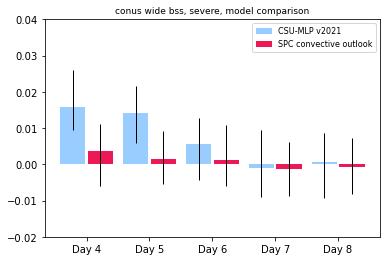 conus wide bss, severe, model comparison
CSU-MLP v2021
SPC convective outlook
0.04
0.03
0.02
0.01
0.00
−0.01
−0.02
Day 4 Day 5 Day 6 Day 7 Day 8